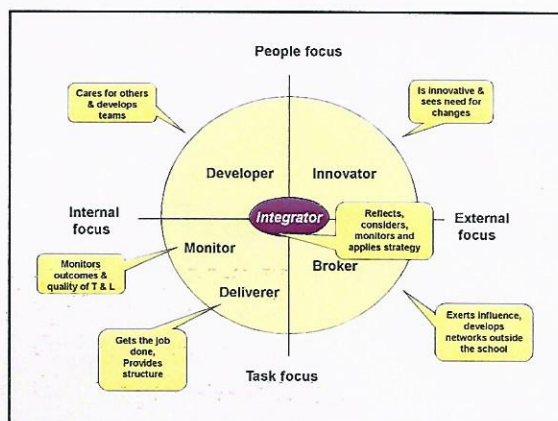 People focus
Cares for others
& develops
teams
Is innovative &
sees need for
changes
Developer
Innovator
Internal
focus
Integrator
External
focus
Reflects,
considers,
monitors and
applies strategy
Monitor
Broker
Monitors
outcomes &
quality of T & L
Deliverer
Gets the job
done,
Provides
structure
Exerts influence,
develops
networks outside
the school
Task focus